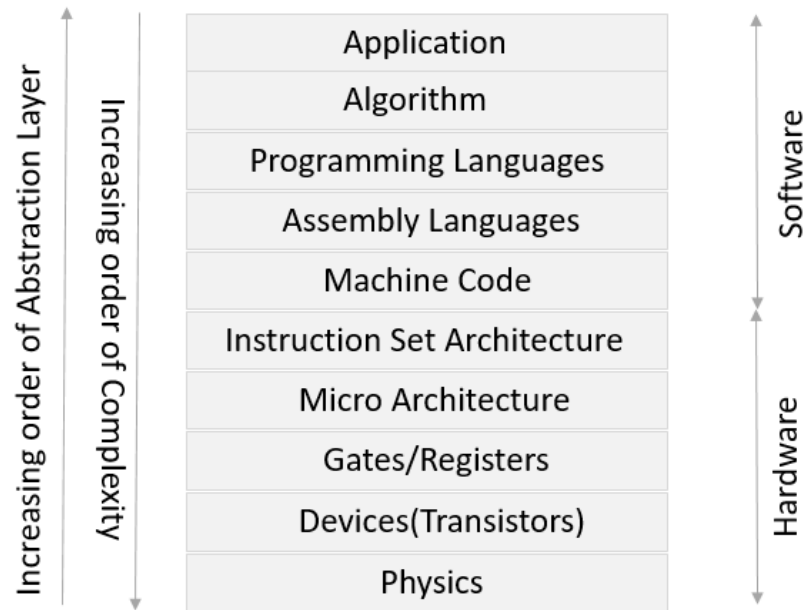 Increasing order of Abstraction Layer
Increasing order of Complexity
Application
Algorithm
Programming Languages
Assembly Languages
Machine Code
Instruction Set Architecture
Micro Architecture
Gates/Registers
Devices(Transistors)
Physics
Software
Hardware